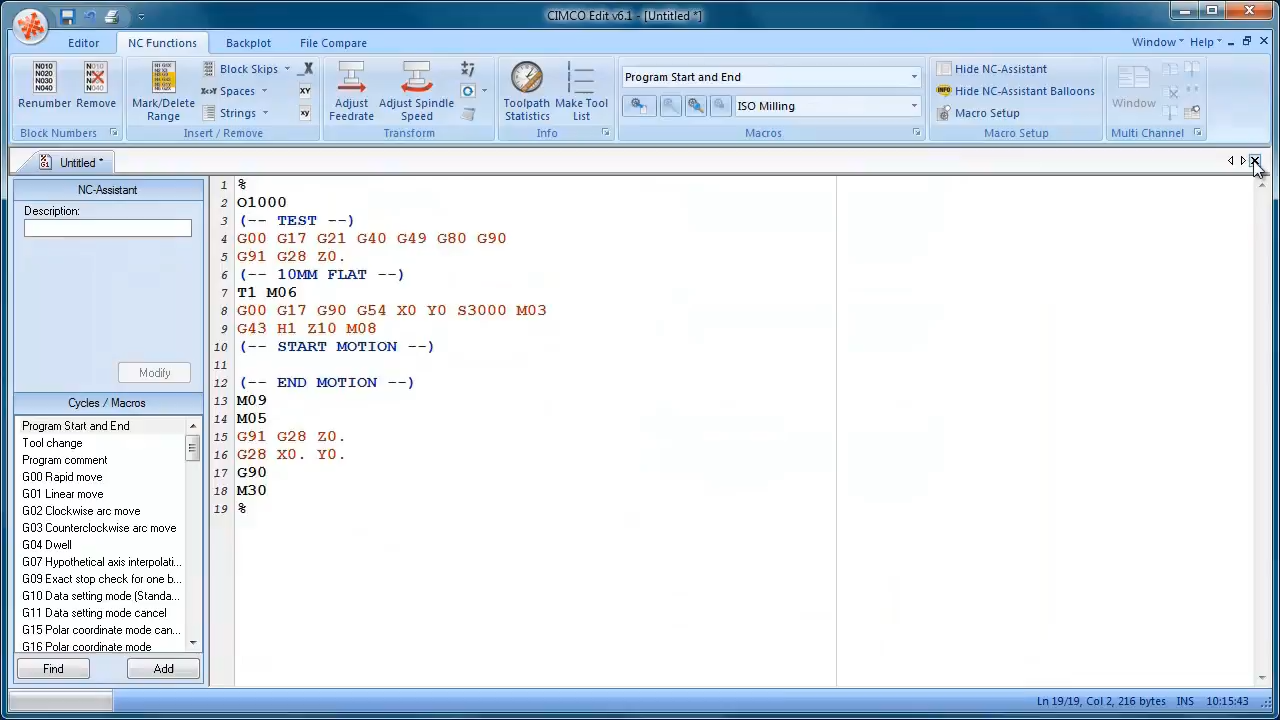 CIMCO Edit v6.1 - [Untitled *]
Editor
NC Functions
Backplot
File Compare
Window
Help
Renumber
Remove
Block Numbers
Mark/Delete Range
Block Skips
Spaces
Strings
Insert / Remove
Adjust Feedrate
Adjust Spindle Speed
Transform
Toolpath Statistics
Make Tool List
Info
Program Start and End
ISO Milling
Macros
Hide NC-Assistant
Hide NC-Assistant Balloons
Macro Setup
Macro Setup
Window
Multi Channel
Untitled *
NC-Assistant
Description:
Modify
Cycles / Macros
Program Start and End
Tool change
Program comment
G00 Rapid move
G01 Linear move
G02 Clockwise arc move
G03 Counterclockwise arc move
G04 Dwell
G07 Hypothetical axis interpolati...
G09 Exact stop check for one b...
G10 Data setting mode (Standa...
G11 Data setting mode cancel
G15 Polar coordinate mode can...
G16 Polar coordinate mode
Find
Add
1 %
2 O1000
3 (-- TEST --)
4 G00 G17 G21 G40 G49 G80 G90
5 G91 G28 Z0.
6 (-- 10MM FLAT --)
7 T1 M06
8 G00 G17 G90 G54 X0 Y0 S3000 M03
9 G43 H1 Z10 M08
10 (-- START MOTION --)
11
12 (-- END MOTION --)
13 M09
14 M05
15 G91 G28 Z0.
16 G28 X0. Y0.
17 G90
18 M30
19 %
Ln 19/19, Col 2, 216 bytes
INS
10:15:43